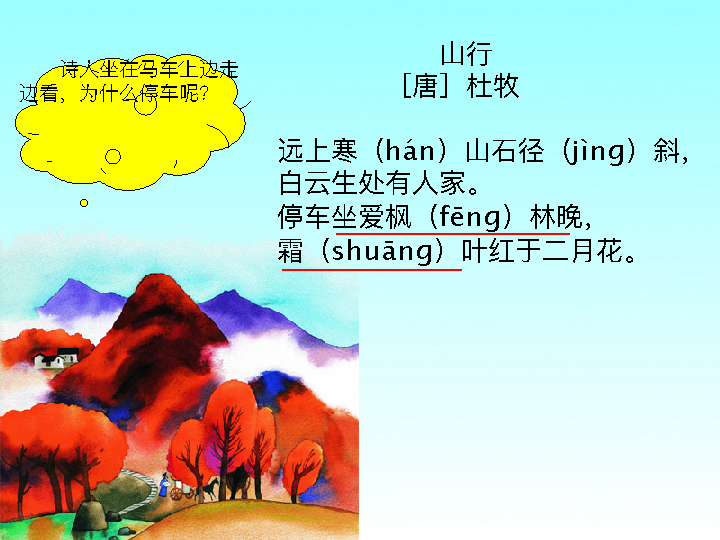 诗人坐在马车上边走
边看，为什么停车呢？
山行
［唐］杜牧
远上寒（hán）山石径（jìng）斜，
白云生处有人家。
停车坐爱枫（fēng）林晚，
霜（shuāng）叶红于二月花。